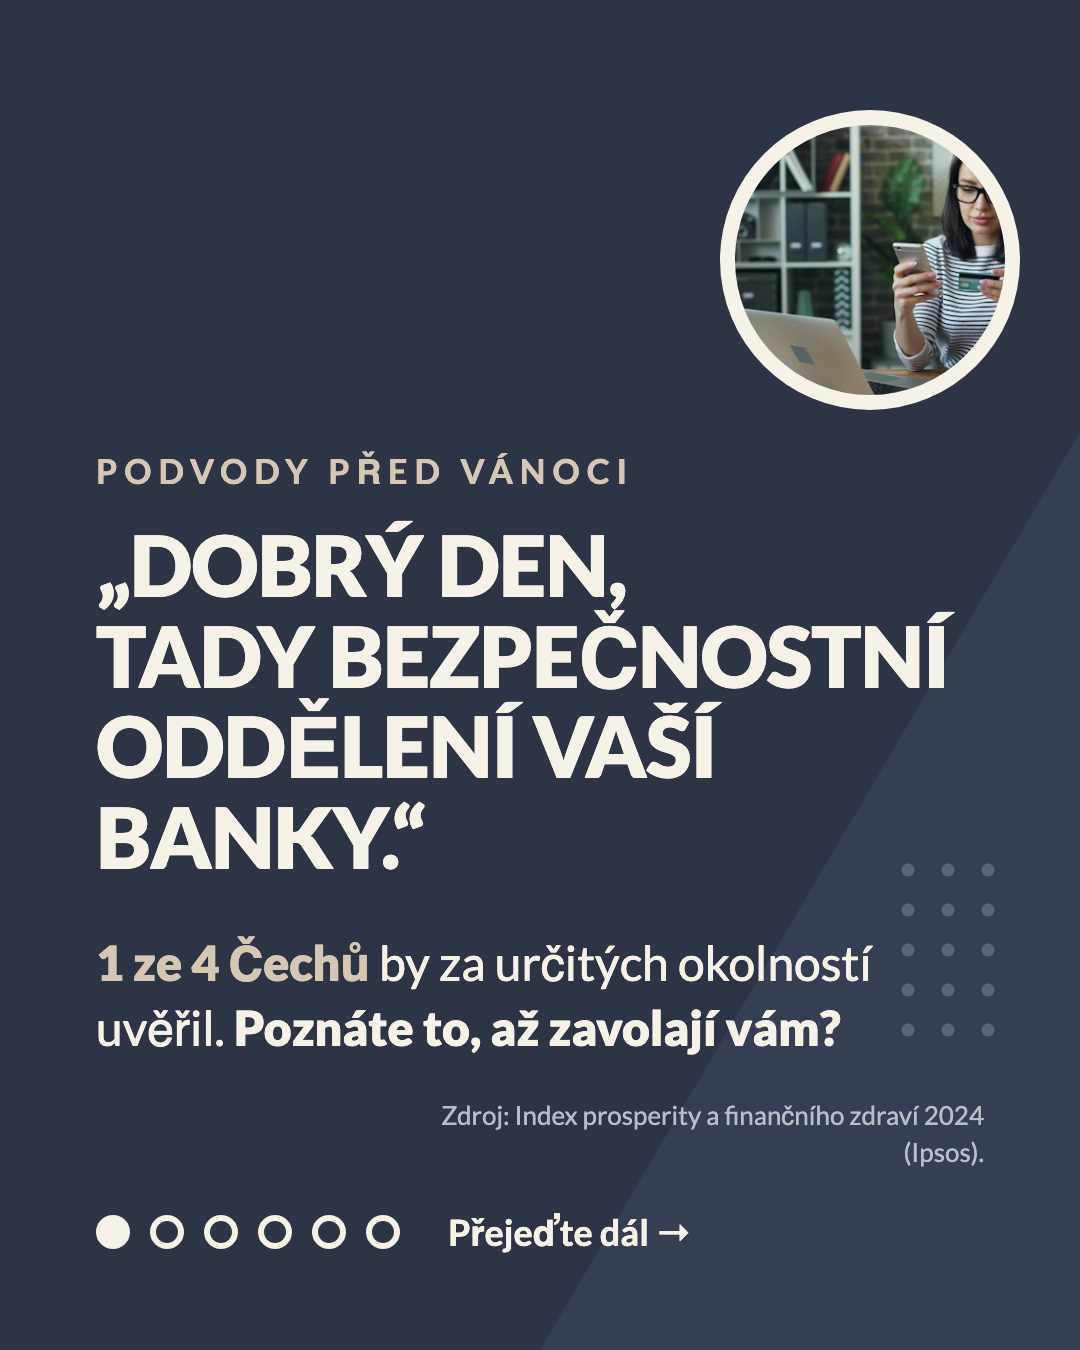 PODVODY PŘED VÁNOCI
„DOBRÝ DEN,
TADY BEZPEČNOSTNÍ
ODDĚLENÍ VAŠÍ
BANKY.“
1 ze 4 Čechů by za určitých okolností
uvěřil. Poznáte to, až zavolají vám?
Zdroj: Index prosperity a finančního zdraví 2024
(Ipsos).
Přejeďte dál →